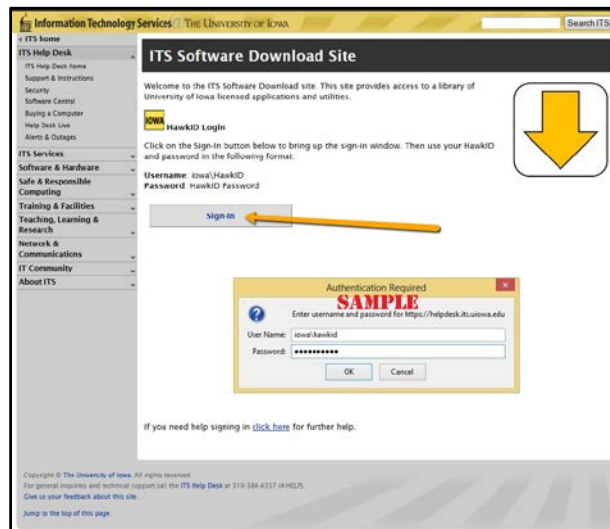 Information Technology Services The University of Iowa
Search ITS
< ITS home
ITS Help Desk
ITS Help Desk home
Support & Instructions
Security
Software Central
Buying a Computer
Help Desk Live
Alerts & Outages
ITS Services
Software & Hardware
Safe & Responsible
Computing
Training & Facilities
Teaching, Learning &
Research
Network &
Communications
IT Community
About ITS
ITS Software Download Site
Welcome to the ITS Software Download site. This site provides access to a library of
University of Iowa licensed applications and utilities.
IOWA HawkID Login
Click on the Sign-In button below to bring up the sign-in window. Then use your HawkID
and password in the following format.
Username: iowa\HawkID
Password: HawkID Password
Sign-In
Authentication Required
SAMPLE
Enter username and password for https://helpdesk.its.uiowa.edu
User Name: iowa\hawkid
Password: ••••••••••
OK Cancel
If you need help signing in click here for further help.
Copyright © The University of Iowa. All rights reserved.
For general inquiries and technical support call the ITS Help Desk at 319-384-4357 (4-HELP).
Give us your feedback about this site.
Jump to the top of this page